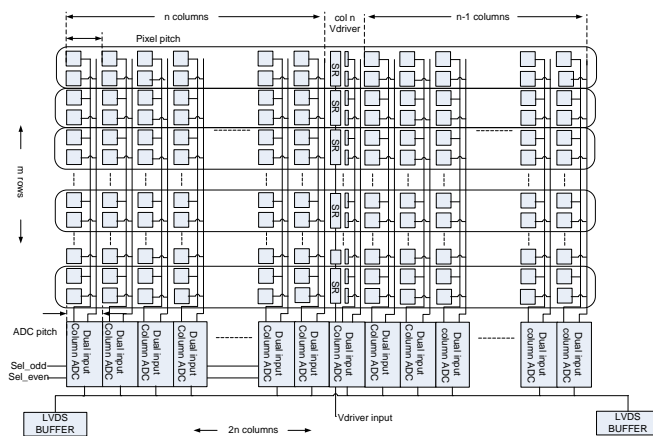 n columns
col n
Vdriver
n-1 columns
Pixel pitch
SR
SR
SR
m rows
SR
SR
ADC pitch
Dual input
Column ADC
Dual input
Column ADC
Dual input
Column ADC
Dual input
Column ADC
Dual input
Column ADC
Dual input
Column ADC
Dual input
Column ADC
Dual input
Column ADC
Dual input
column ADC
Dual input
Column ADC
Dual input
column ADC
Dual input
column ADC
Sel_odd
Sel_even
LVDS
BUFFER
2n columns
Vdriver input
LVDS
BUFFER